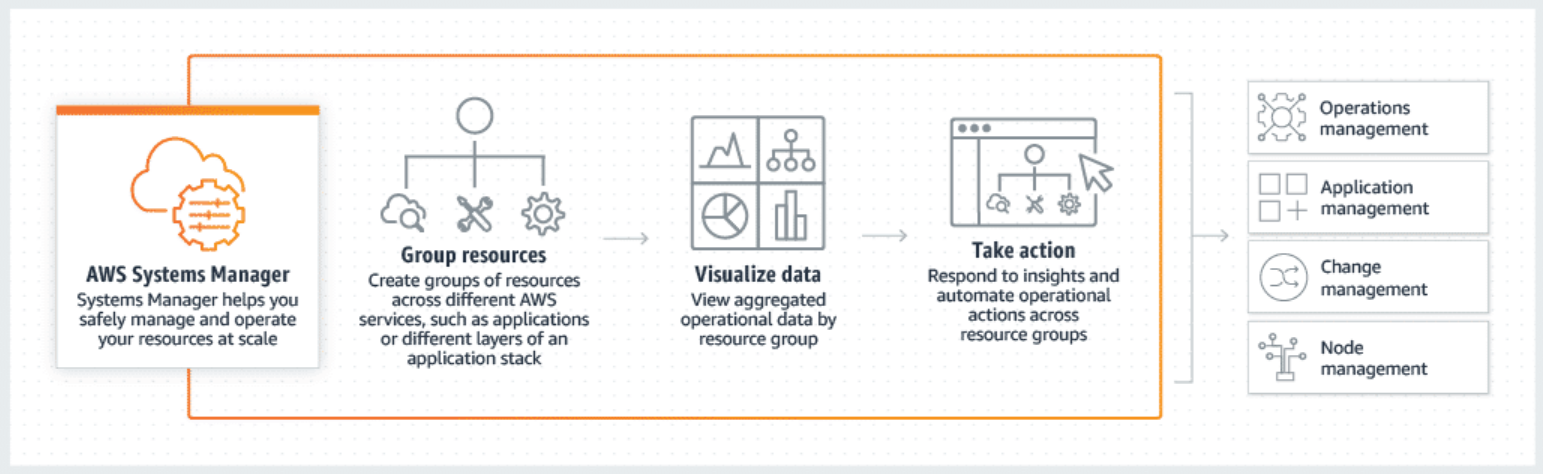 AWS Systems Manager
Systems Manager helps you
safely manage and operate
your resources at scale
Group resources
Create groups of resources
across different AWS
services, such as applications
or different layers of an
application stack
Visualize data
View aggregated
operational data by
resource group
Take action
Respond to insights and
automate operational
actions across
resource groups
Operations
management
Application
management
Change
management
Node
management